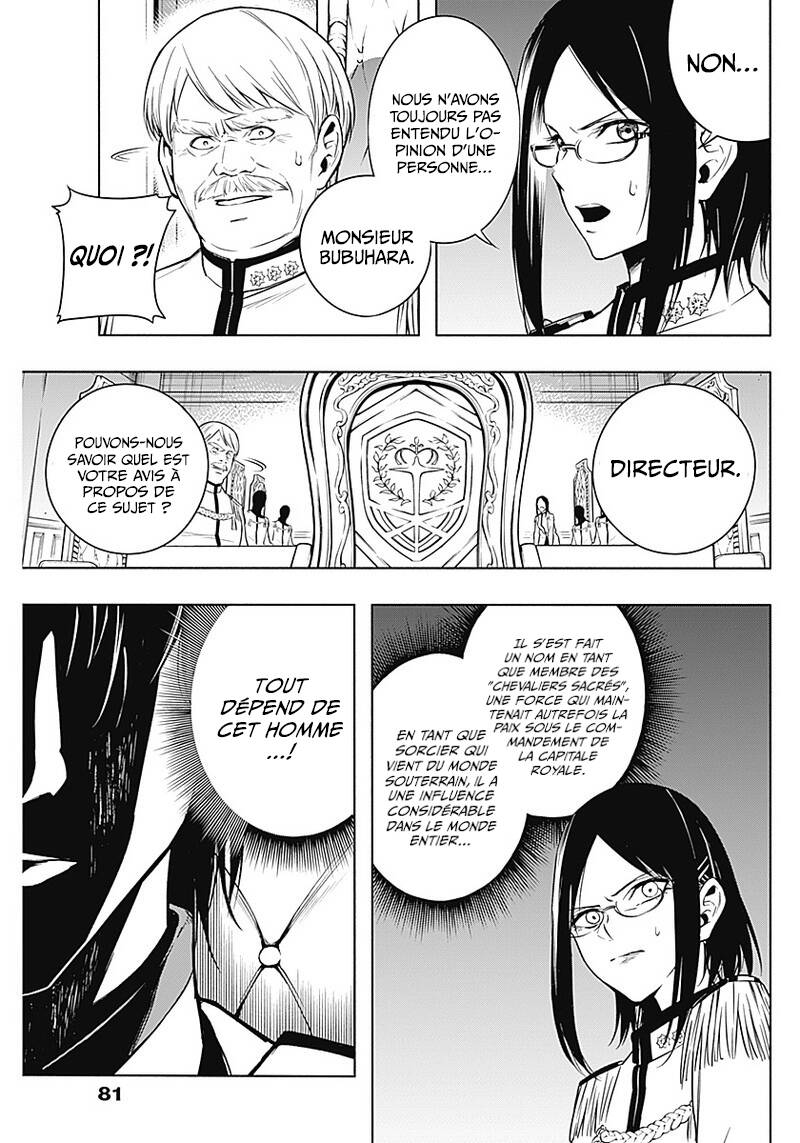 NON...
NOUS N'AVONS
TOUJOURS PAS
ENTENDU L'O-
PINION D'UNE
PERSONNE...
MONSIEUR
BUBUHARA.
QUOI ?!
DIRECTEUR.
POUVONS-NOUS
SAVOIR QUEL EST
VOTRE AVIS À
PROPOS DE
CE SUJET ?
IL S'EST FAIT
UN NOM EN TANT
QUE MEMBRE DES
"CHEVALIERS SACRÉS",
UNE FORCE QUI MAIN-
TENAIT AUTREFOIS LA
PAIX SOUS LE COM-
MANDEMENT DE
LA CAPITALE
ROYALE.
EN TANT QUE
SORCIER QUI
VIENT DU MONDE
SOUTERRAIN, IL A
UNE INFLUENCE
CONSIDÉRABLE
DANS LE MONDE
ENTIER...
TOUT
DÉPEND DE
CET HOMME
...!
81